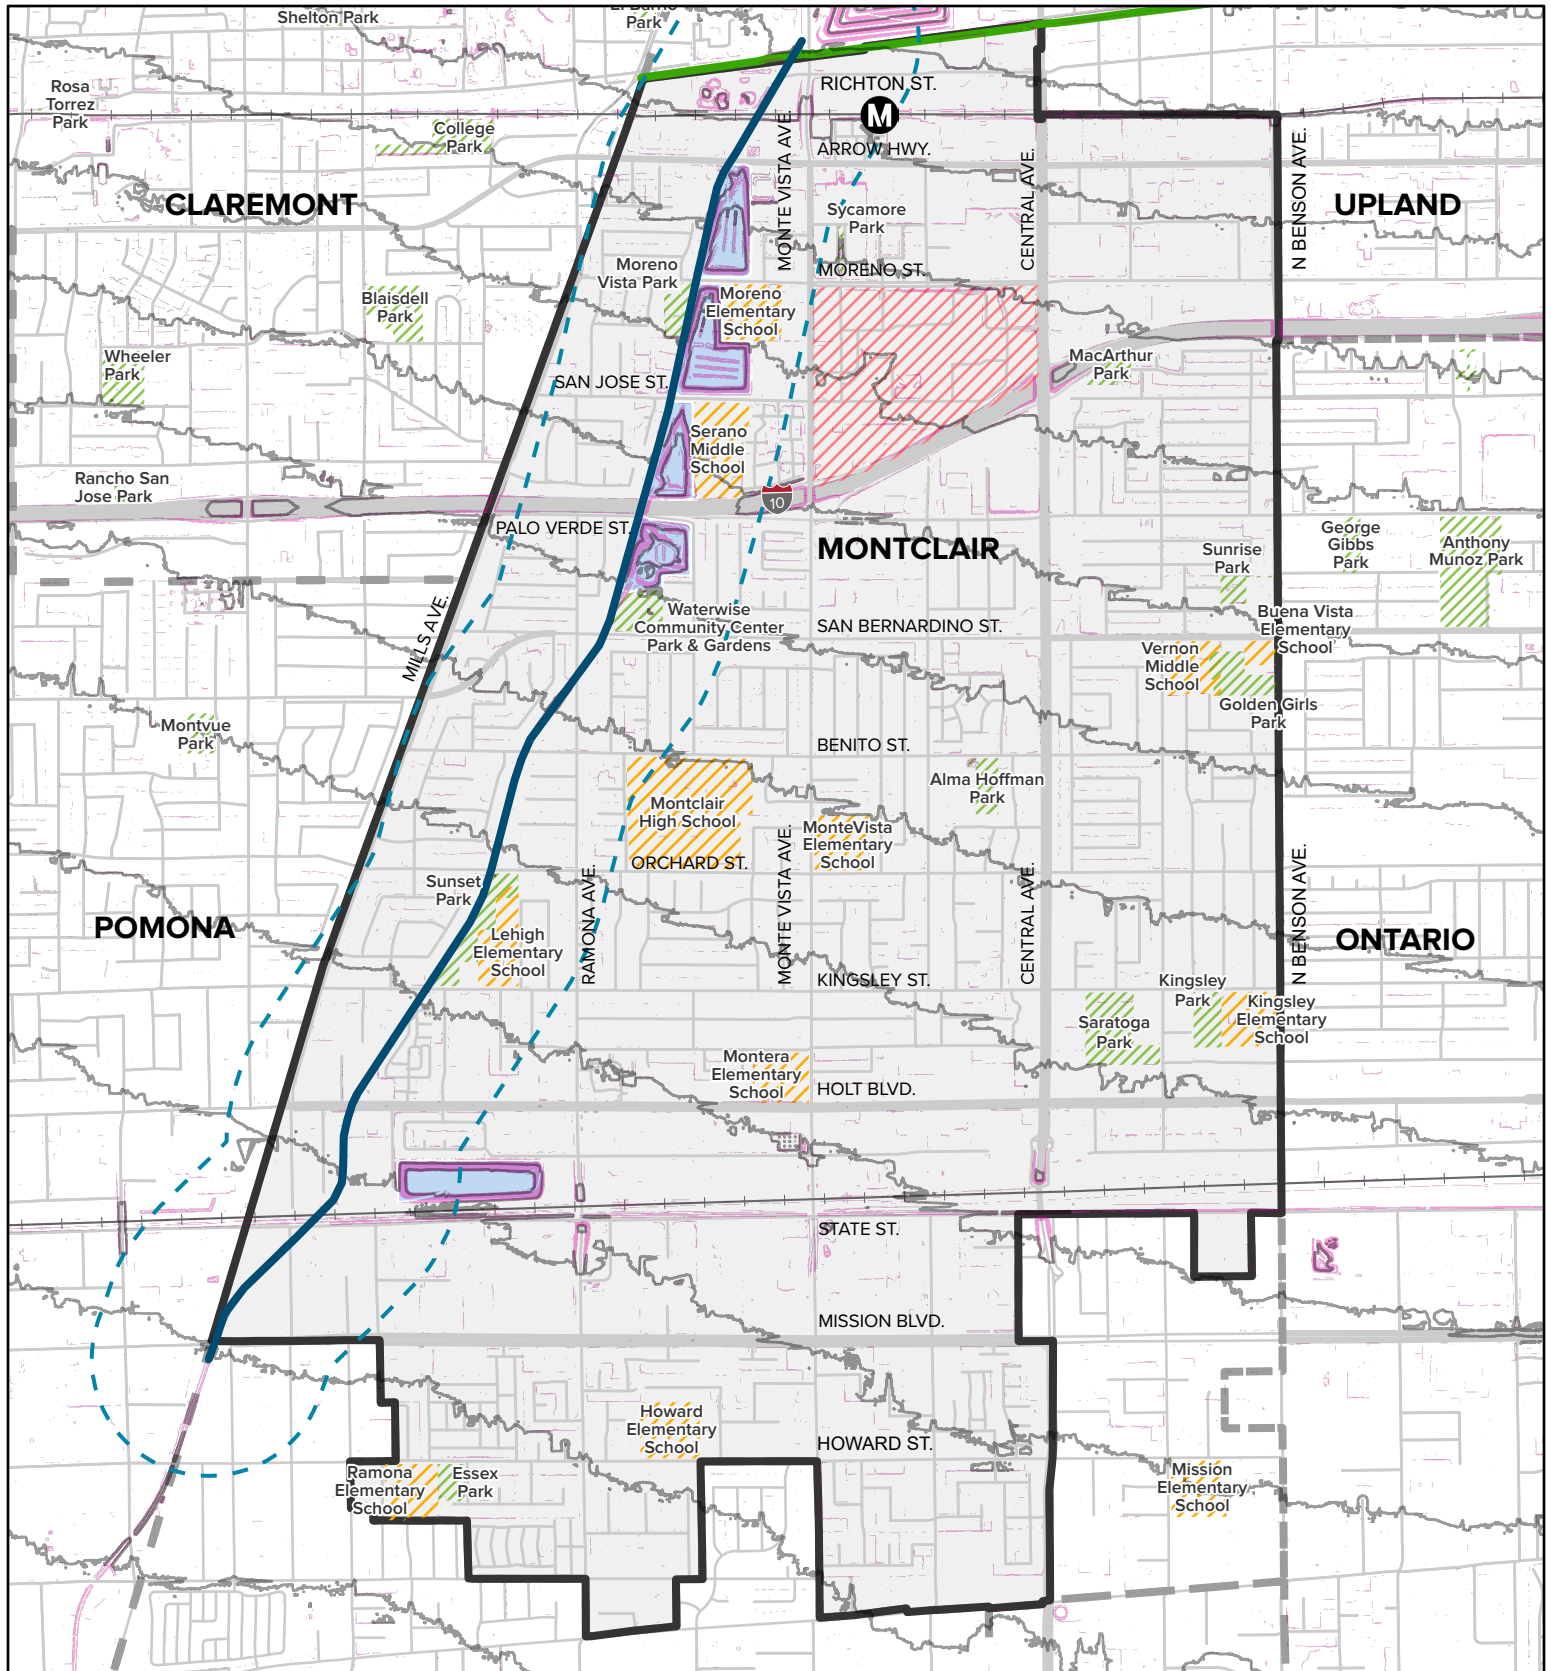 Shelton Park
El Barrio
Park
RICHTON ST.
M
ARROW HWY.
Rosa
Torrez
Park
College
Park
CLAREMONT
MONTE VISTA AVE.
Sycamore
Park
CENTRAL AVE.
N BENSON AVE.
UPLAND
Moreno
Vista Park
MORENO ST.
Blaisdell
Park
Moreno
Elementary
School
Wheeler
Park
MacArthur
Park
SAN JOSE ST.
Serano
Middle
School
Rancho San
Jose Park
10
PALO VERDE ST.
MONTCLAIR
Sunrise
Park
George
Gibbs
Park
Anthony
Munoz Park
MILLS AVE.
Waterwise
Community Center
Park & Gardens
SAN BERNARDINO ST.
Buena Vista
Elementary
School
Vernon
Middle
School
Golden Girls
Park
Montvue
Park
BENITO ST.
Alma Hoffman
Park
Montclair
High School
MonteVista
Elementary
School
ORCHARD ST.
Sunset
Park
RAMONA AVE.
MONTE VISTA AVE.
CENTRAL AVE.
N BENSON AVE.
POMONA
Lehigh
Elementary
School
ONTARIO
KINGSLEY ST.
Kingsley
Park
Kingsley
Elementary
School
Saratoga
Park
Montera
Elementary
School
HOLT BLVD.
STATE ST.
MISSION BLVD.
Howard
Elementary
School
HOWARD ST.
Ramona
Elementary
School
Essex
Park
Mission
Elementary
School